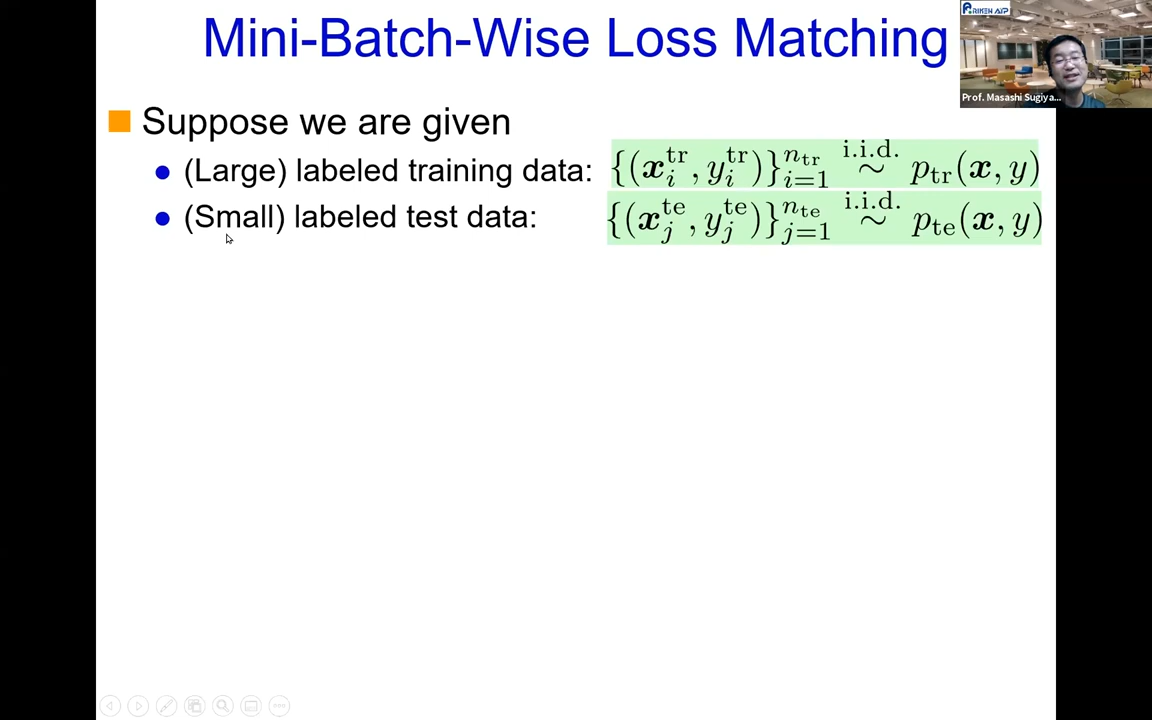 Mini-Batch-Wise Loss Matching
RIKEN AIP
Prof. Masashi Sugiya...
Suppose we are given
(Large) labeled training data: {(x_i^tr, y_i^tr)}_{i=1}^{n_tr} i.i.d. ~ p_tr(x, y)
(Small) labeled test data: {(x_j^te, y_j^te)}_{j=1}^{n_te} i.i.d. ~ p_te(x, y)